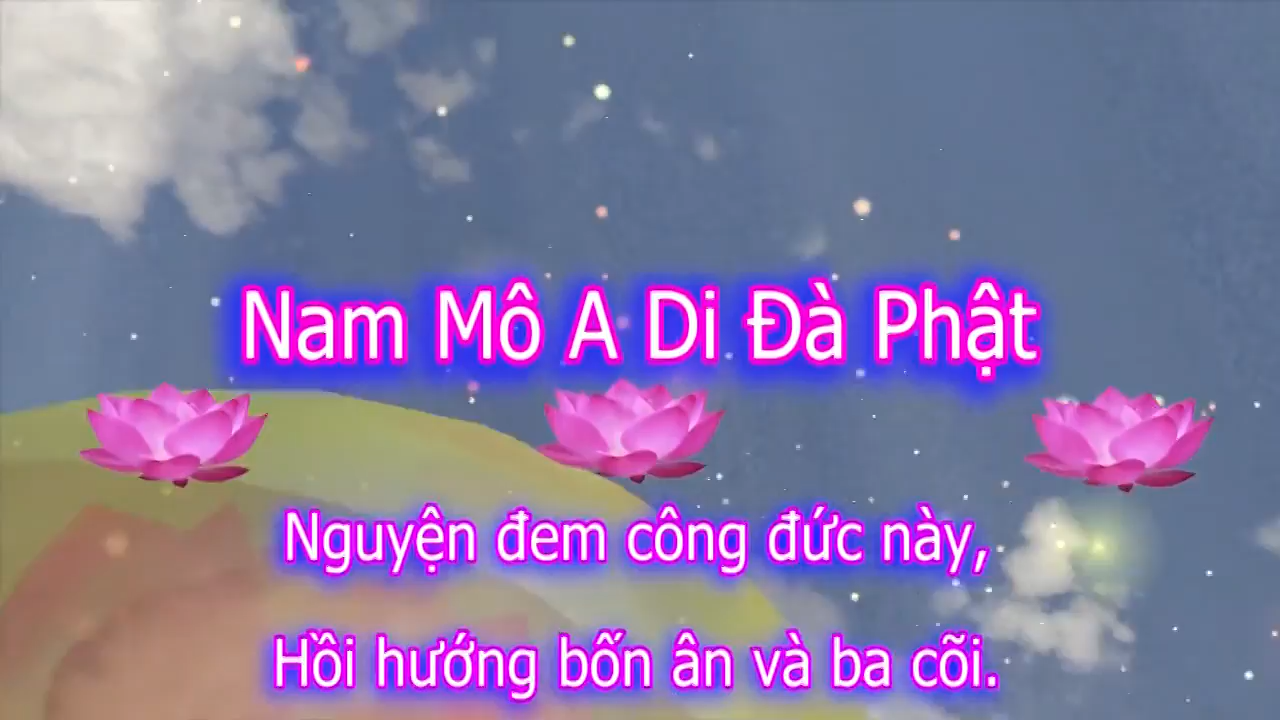 Nam Mô A Di Đà Phật
Nguyện đem công đức này,
Hồi hướng bốn ân và ba cõi.